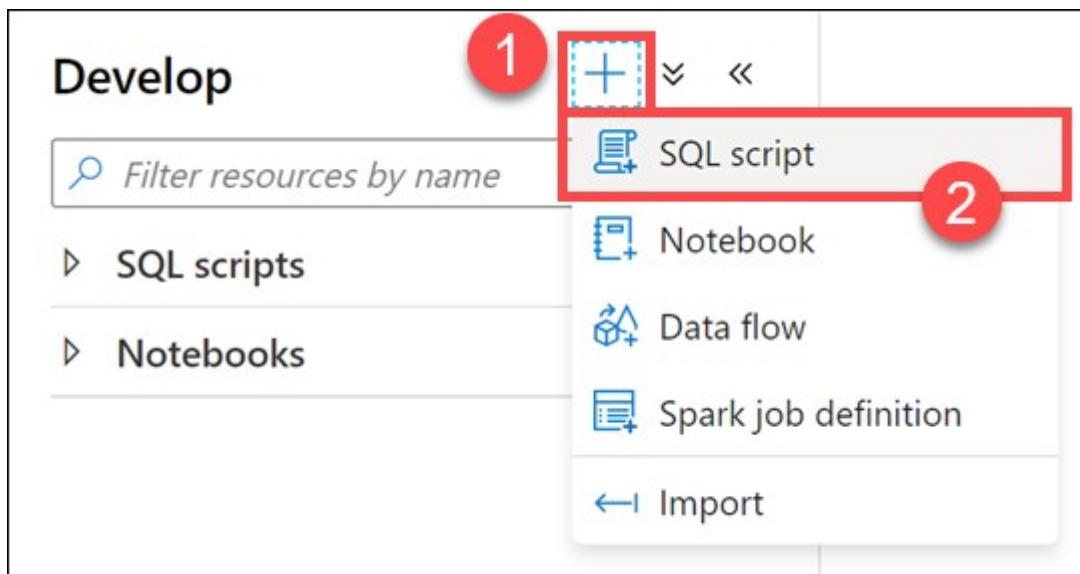 Develop
1
Filter resources by name
SQL script
2
SQL scripts
Notebook
Data flow
Notebooks
Spark job definition
Import